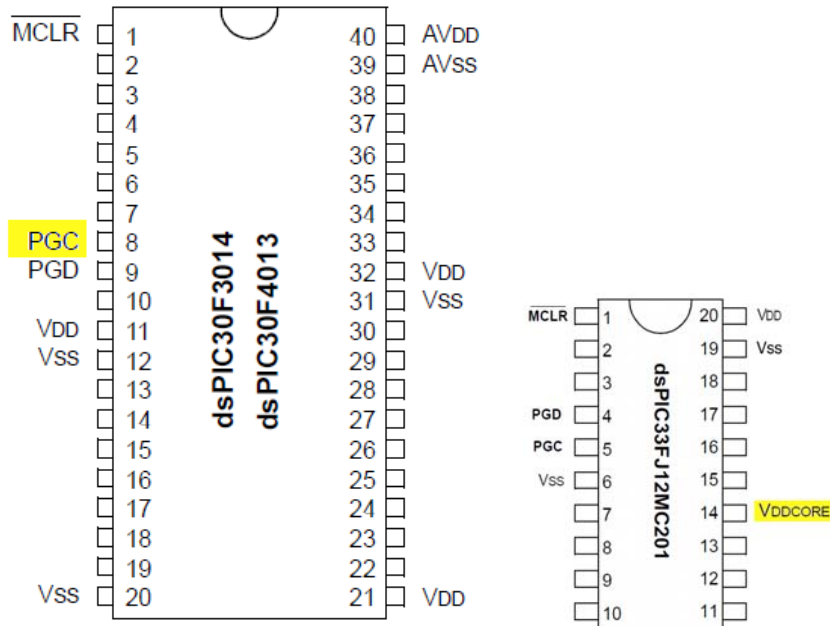 MCLR 1 40 AVDD
2 39 AVSS
3 38
4 37
5 36
6 35
7 34
PGC 8 33
PGD 9 32 VDD
10 31 VSS
VDD 11 30
VSS 12 29
13 28
14 27
15 26
16 25
17 24
18 23
19 22
VSS 20 21 VDD
dsPIC30F3014
dsPIC30F4013
MCLR 1 20 VDD
2 19 VSS
3 18
PGD 4 17
PGC 5 16
VSS 6 15
7 14 VDDCORE
8 13
9 12
10 11
dsPIC33FJ12MC201